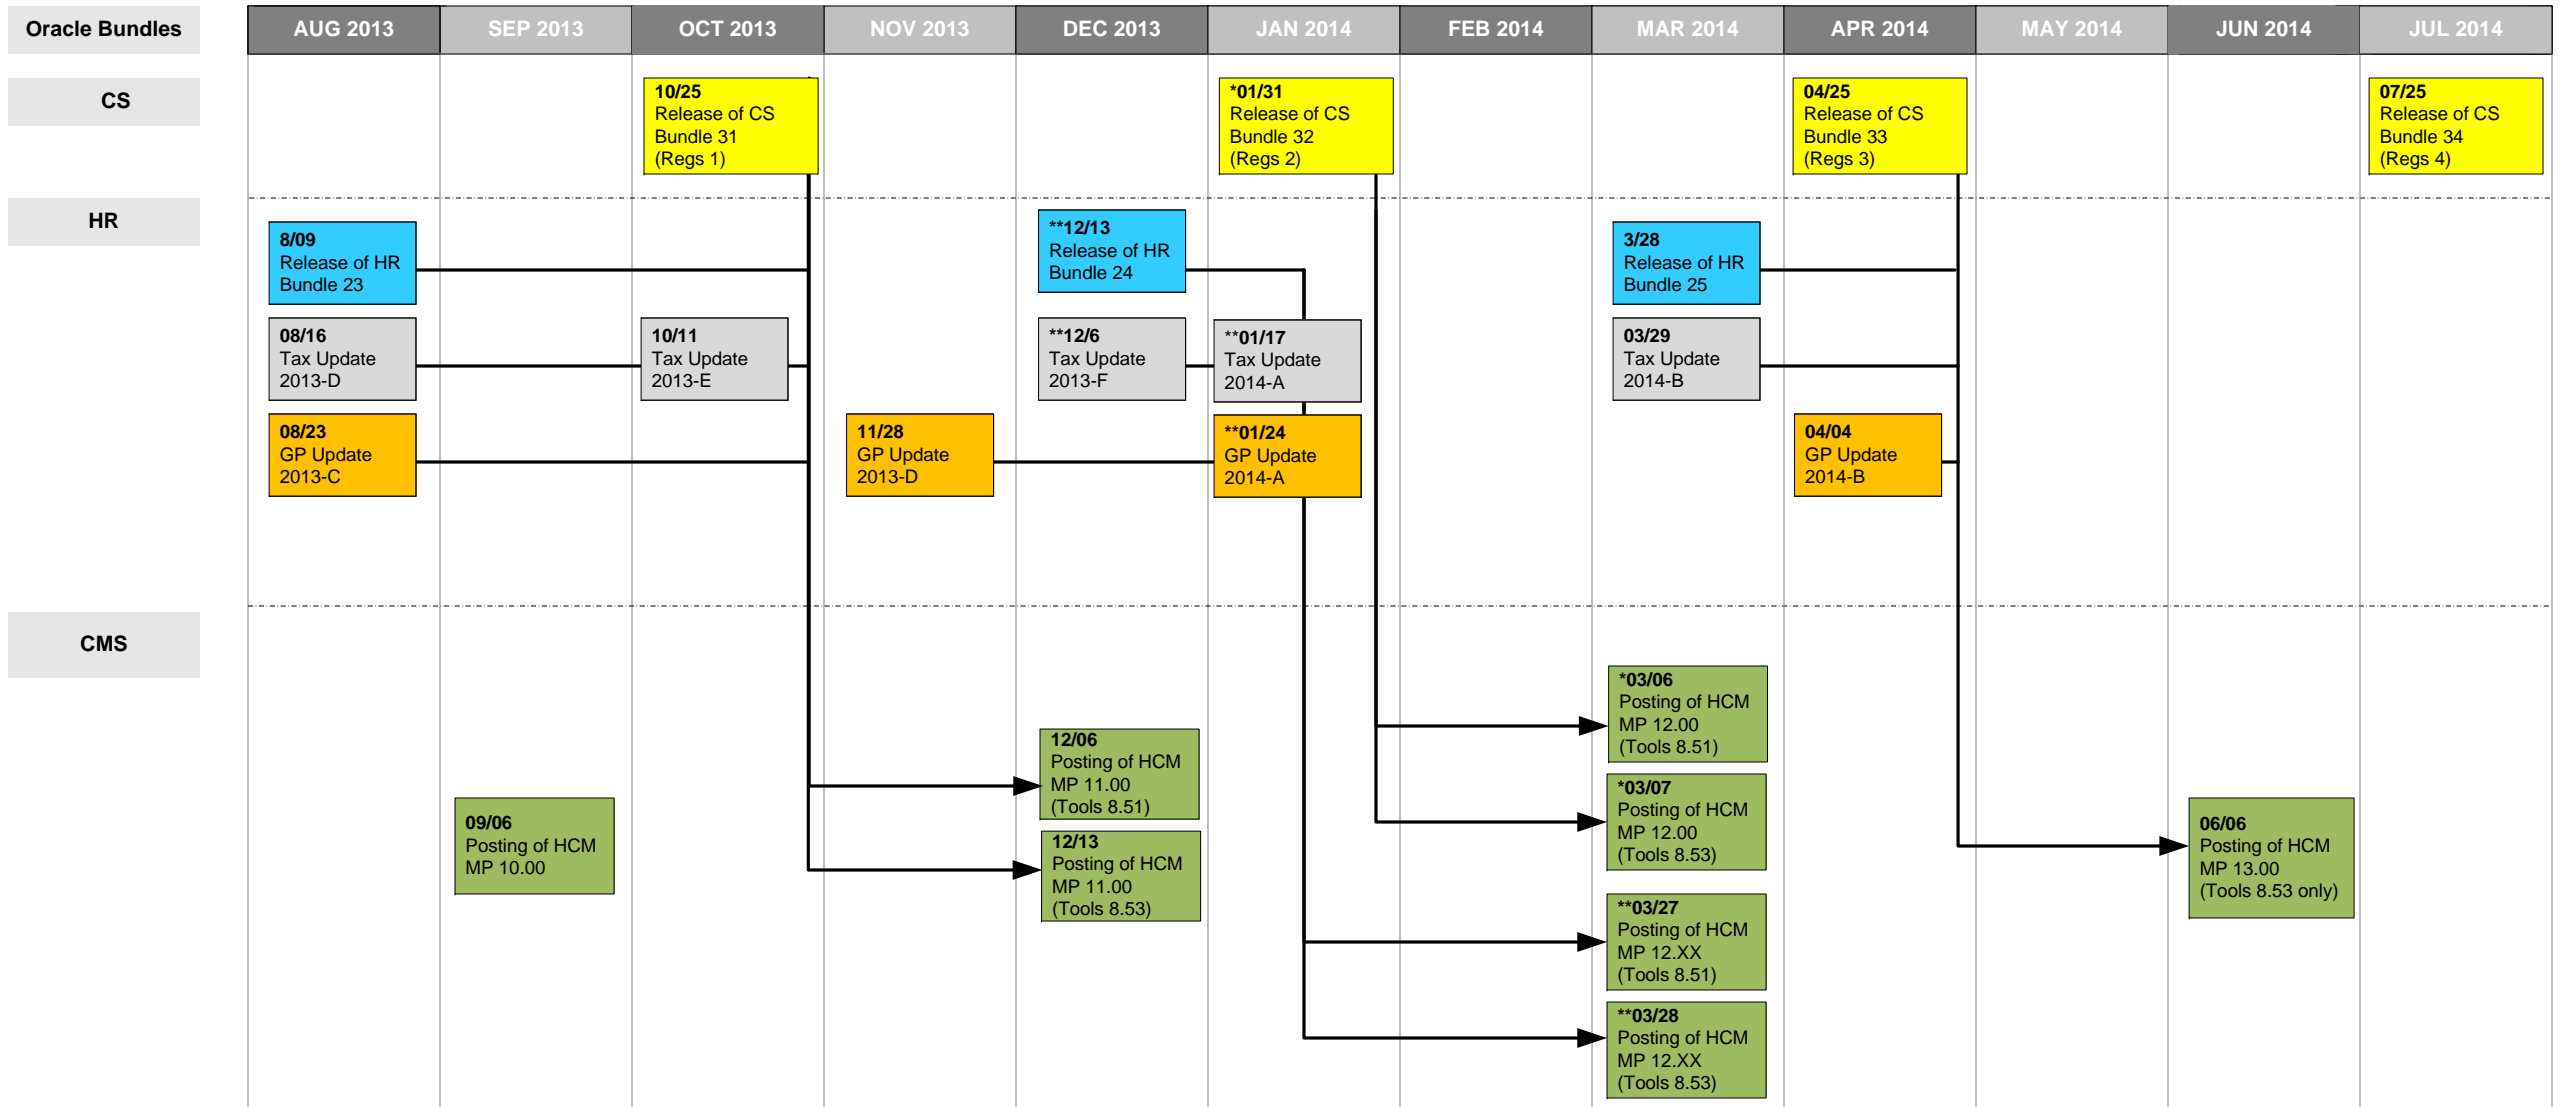 Oracle Bundles
AUG 2013
SEP 2013
OCT 2013
NOV 2013
DEC 2013
JAN 2014
FEB 2014
MAR 2014
APR 2014
MAY 2014
JUN 2014
JUL 2014
CS
10/25
Release of CS
Bundle 31
(Regs 1)
*01/31
Release of CS
Bundle 32
(Regs 2)
04/25
Release of CS
Bundle 33
(Regs 3)
07/25
Release of CS
Bundle 34
(Regs 4)
HR
8/09
Release of HR
Bundle 23
**12/13
Release of HR
Bundle 24
3/28
Release of HR
Bundle 25
08/16
Tax Update
2013-D
10/11
Tax Update
2013-E
**12/6
Tax Update
2013-F
**01/17
Tax Update
2014-A
03/29
Tax Update
2014-B
08/23
GP Update
2013-C
11/28
GP Update
2013-D
**01/24
GP Update
2014-A
04/04
GP Update
2014-B
CMS
09/06
Posting of HCM
MP 10.00
12/06
Posting of HCM
MP 11.00
(Tools 8.51)
12/13
Posting of HCM
MP 11.00
(Tools 8.53)
*03/06
Posting of HCM
MP 12.00
(Tools 8.51)
*03/07
Posting of HCM
MP 12.00
(Tools 8.53)
**03/27
Posting of HCM
MP 12.XX
(Tools 8.51)
**03/28
Posting of HCM
MP 12.XX
(Tools 8.53)
06/06
Posting of HCM
MP 13.00
(Tools 8.53 only)